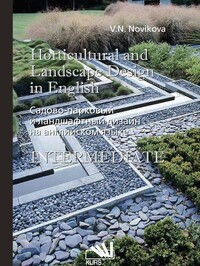 V.N. Novikova
Horticultural and
Landscape Design
in English
Садово-парковый
и ландшафтный дизайн
на английском языке
INTERMEDIATE
KURS